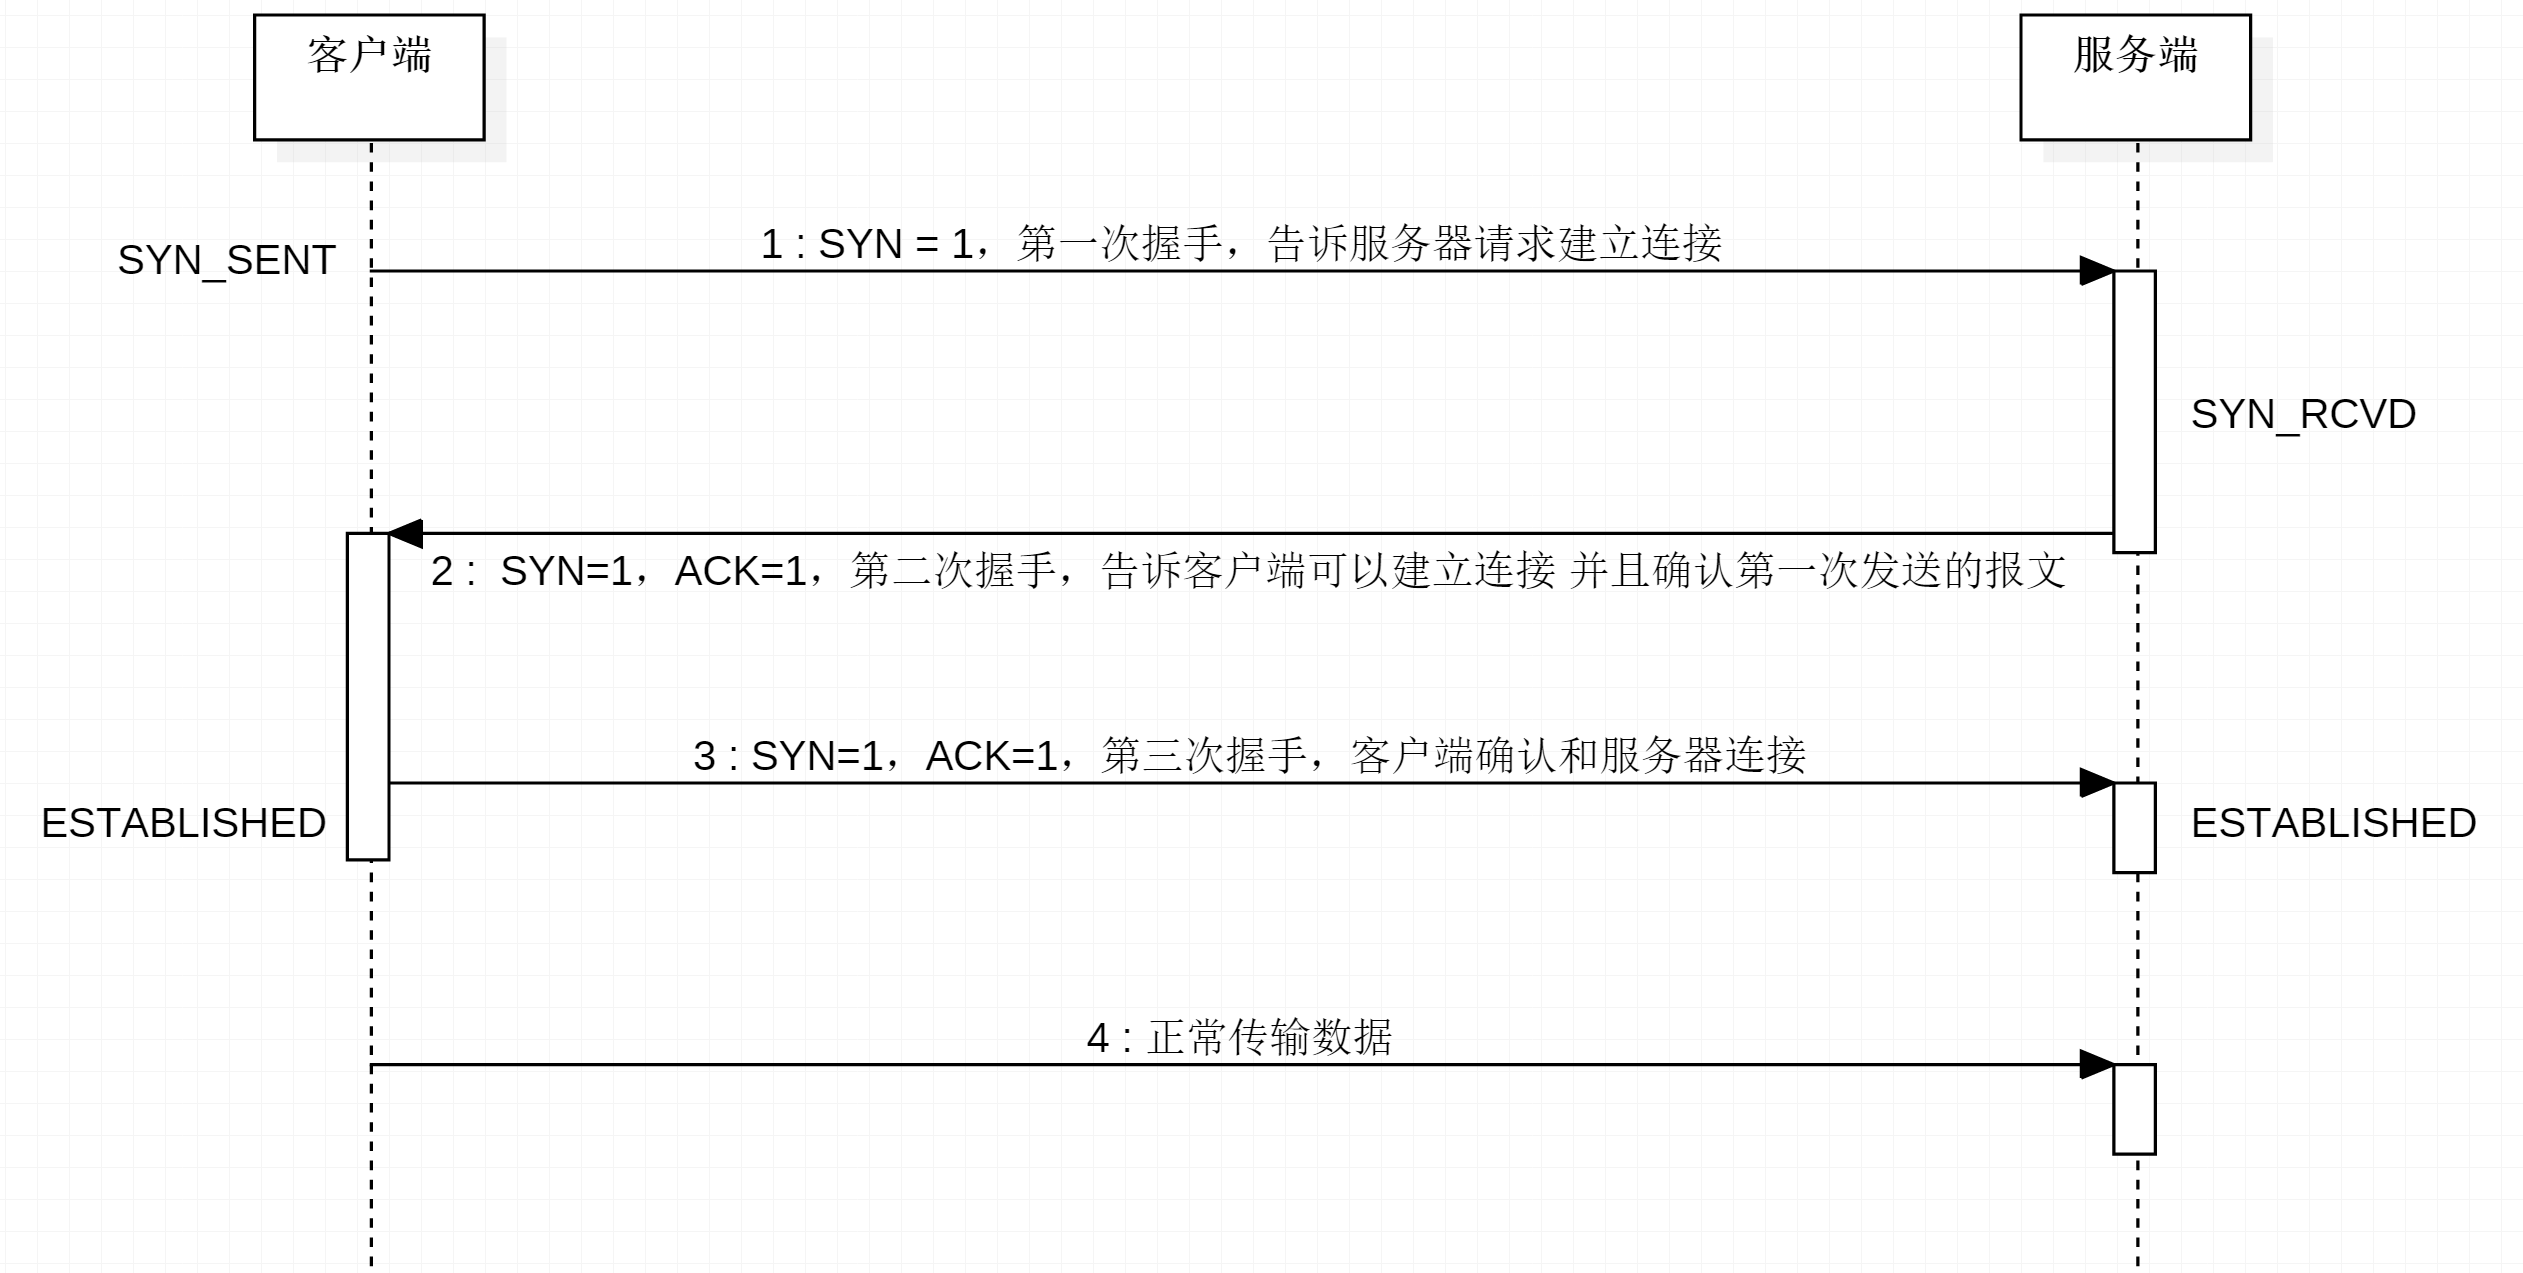 客户端
服务端
1 : SYN = 1，第一次握手，告诉服务器请求建立连接
SYN_SENT
SYN_RCVD
2 :  SYN=1，ACK=1，第二次握手，告诉客户端可以建立连接 并且确认第一次发送的报文
3 : SYN=1，ACK=1，第三次握手，客户端确认和服务器连接
ESTABLISHED
ESTABLISHED
4 : 正常传输数据